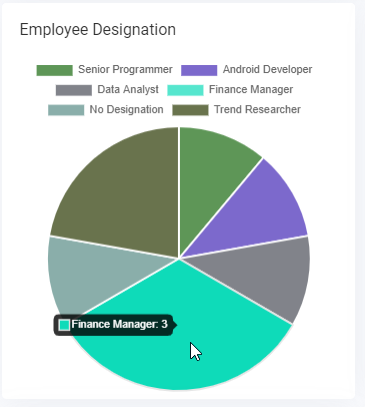 Employee Designation
Senior Programmer Android Developer
Data Analyst Finance Manager
No Designation Trend Researcher
Finance Manager: 3